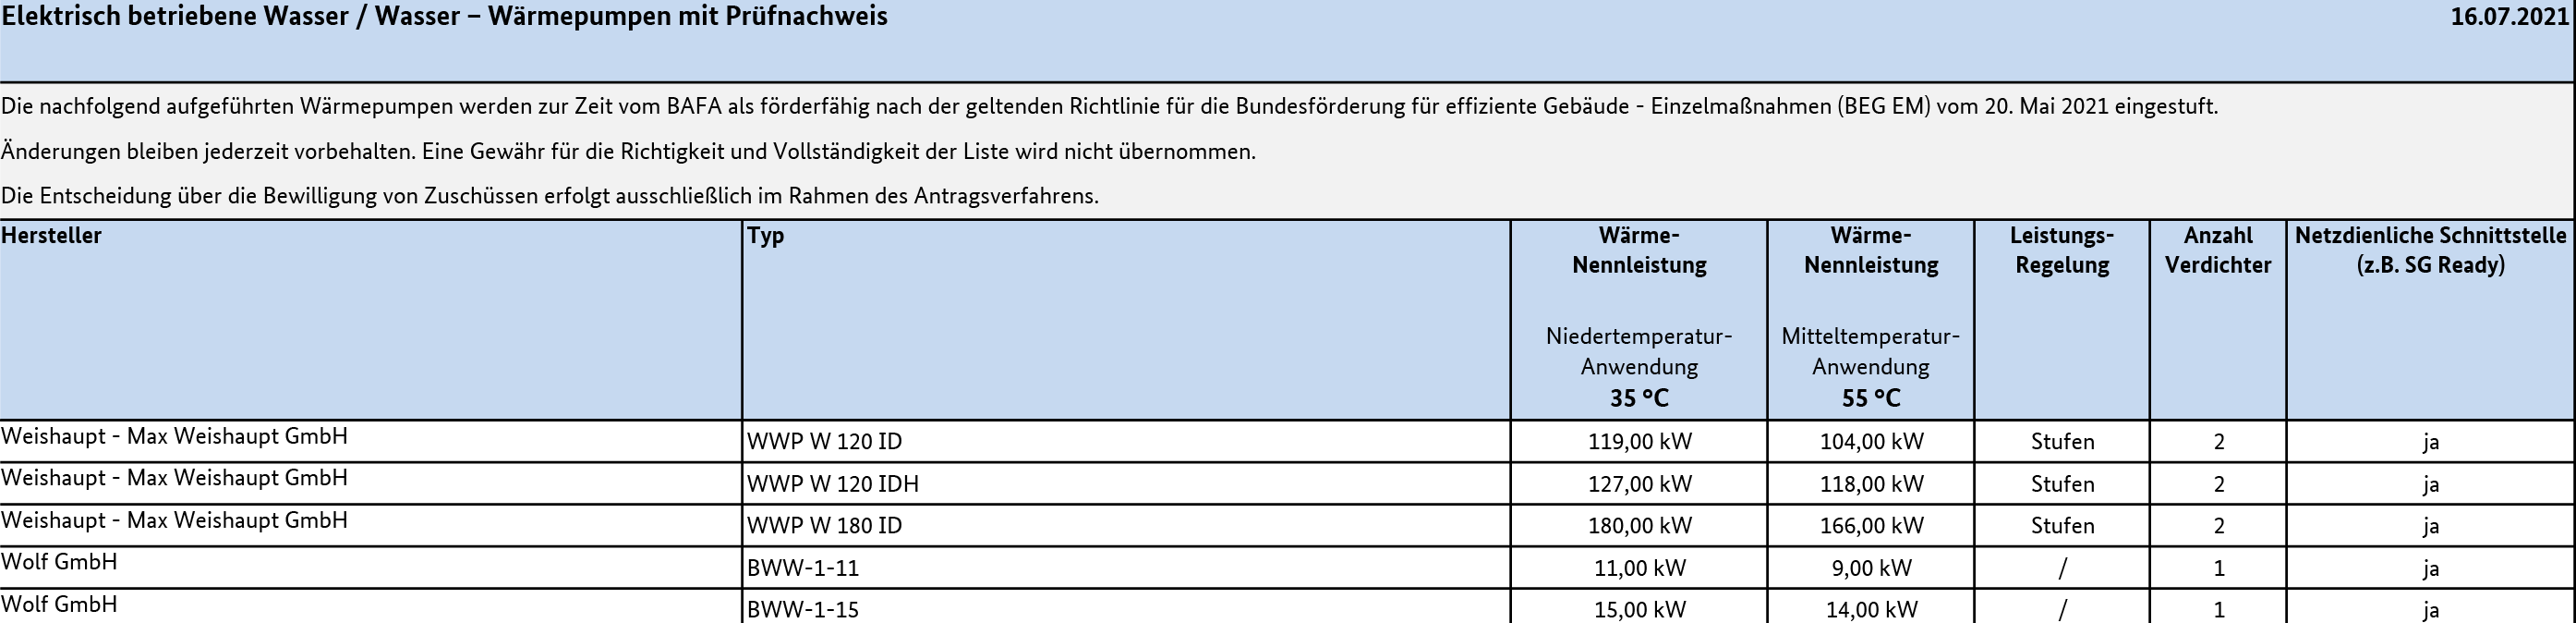 Elektrisch betriebene Wasser / Wasser – Wärmepumpen mit Prüfnachweis 16.07.2021
Die nachfolgend aufgeführten Wärmepumpen werden zur Zeit vom BAFA als förderfähig nach der geltenden Richtlinie für die Bundesförderung für effiziente Gebäude - Einzelmaßnahmen (BEG EM) vom 20. Mai 2021 eingestuft.
Änderungen bleiben jederzeit vorbehalten. Eine Gewähr für die Richtigkeit und Vollständigkeit der Liste wird nicht übernommen.
Die Entscheidung über die Bewilligung von Zuschüssen erfolgt ausschließlich im Rahmen des Antragsverfahrens.
Hersteller Typ Wärme- Wärme- Leistungs- Anzahl Netzdienliche Schnittstelle
Nennleistung Nennleistung Regelung Verdichter (z.B. SG Ready)
Niedertemperatur- Mitteltemperatur-
Anwendung Anwendung
35 °C 55 °C
Weishaupt - Max Weishaupt GmbH WWP W 120 ID 119,00 kW 104,00 kW Stufen 2 ja
Weishaupt - Max Weishaupt GmbH WWP W 120 IDH 127,00 kW 118,00 kW Stufen 2 ja
Weishaupt - Max Weishaupt GmbH WWP W 180 ID 180,00 kW 166,00 kW Stufen 2 ja
Wolf GmbH BWW-1-11 11,00 kW 9,00 kW / 1 ja
Wolf GmbH BWW-1-15 15,00 kW 14,00 kW / 1 ja